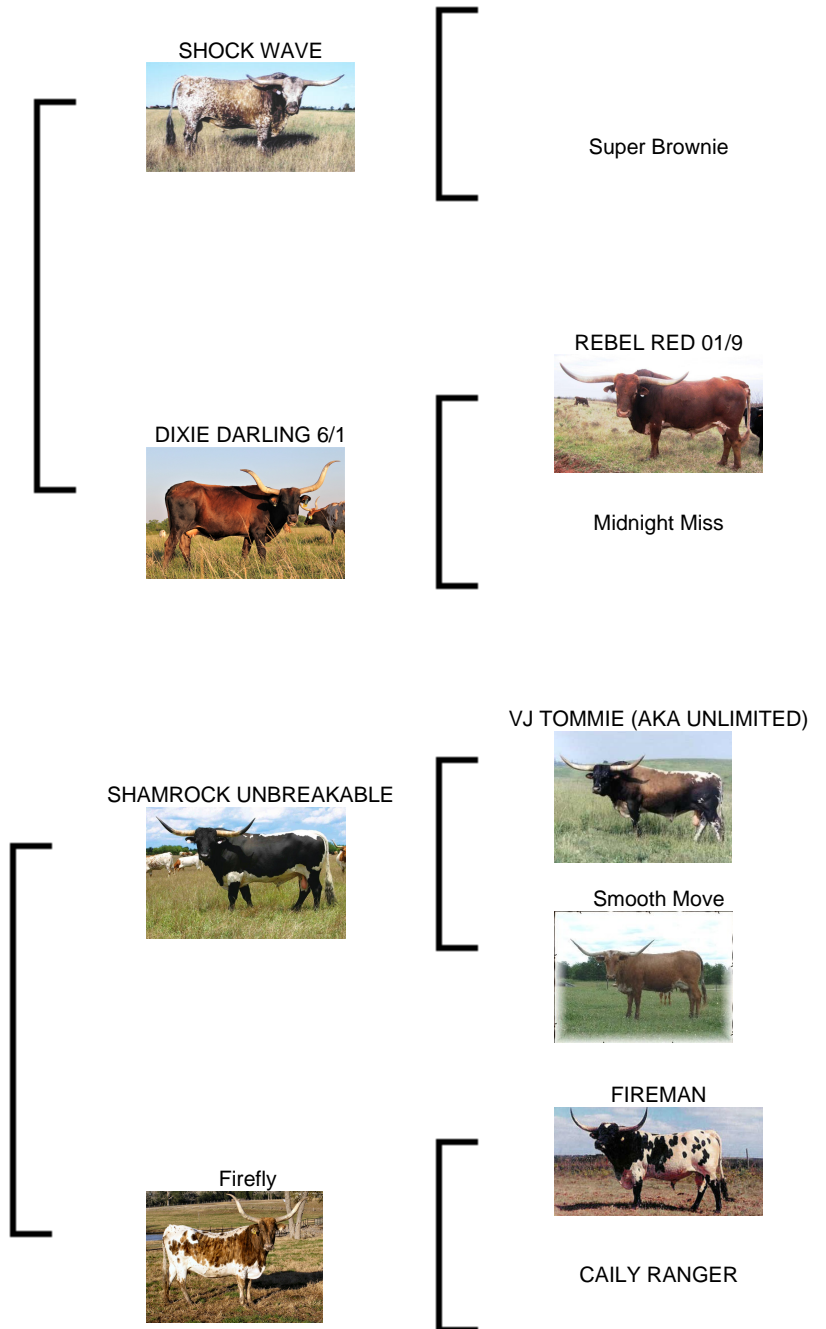 SHOCK WAVE
Super Brownie
REBEL RED 01/9
DIXIE DARLING 6/1
Midnight Miss
VJ TOMMIE (AKA UNLIMITED)
SHAMROCK UNBREAKABLE
Smooth Move
FIREMAN
Firefly
CAILY RANGER